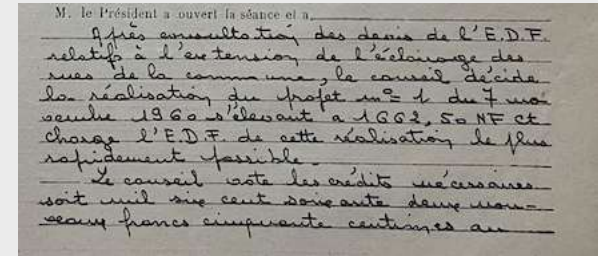 M. le Président a ouvert la séance et a
Après consultation des devis de l'E.D.F.
relatifs à l'extension de l'éclairage des
rues de la commune, le conseil décide
la réalisation du projet n° 1 du 7 no
vembre 1960 s'élevant a 1662,50 NF et
charge l'E.D.F. de cette réalisation le plus
rapidement possible.
Le conseil vote les crédits nécessaires
soit mil six cent soixante deux nou-
veaux francs cinquante centimes au